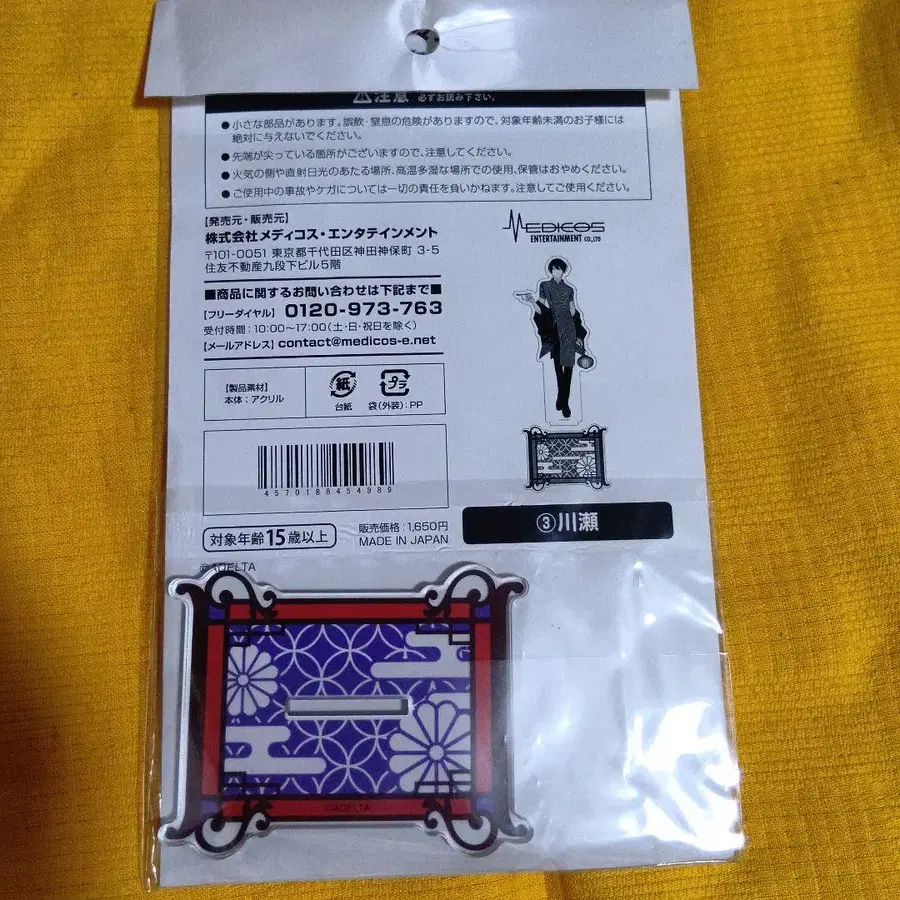 ⚠注意 必ずお読み下さい。
●小さな部品があります。誤飲・窒息の危険がありますので、対象年齢未満のお子様には
絶対に与えないでください。
●先端が尖っている箇所がございますので、注意してください。
●火気の側や直射日光のあたる場所、高温多湿な場所での使用、保管はおやめください。
●ご使用中の事故やケガについては一切の責任を負いかねます。注意してご使用ください。
【発売元・販売元】
株式会社メディコス・エンタテインメント
〒101-0051 東京都千代田区神田神保町 3-5
住友不動産九段下ビル5階
■商品に関するお問い合わせは下記まで■
【フリーダイヤル】 0120-973-763
受付時間:10:00〜17:00(土・日・祝日を除く)
【メールアドレス】contact@medicos-e.net
MEDICOS
ENTERTAINMENT CO.,LTD
【製品素材】
本体:アクリル
紙
台紙
プラ
袋(外装):PP
4570188454989
対象年齢15歳以上
販売価格:1,650円
MADE IN JAPAN
③川瀬
©ADELTA
©ADELTA